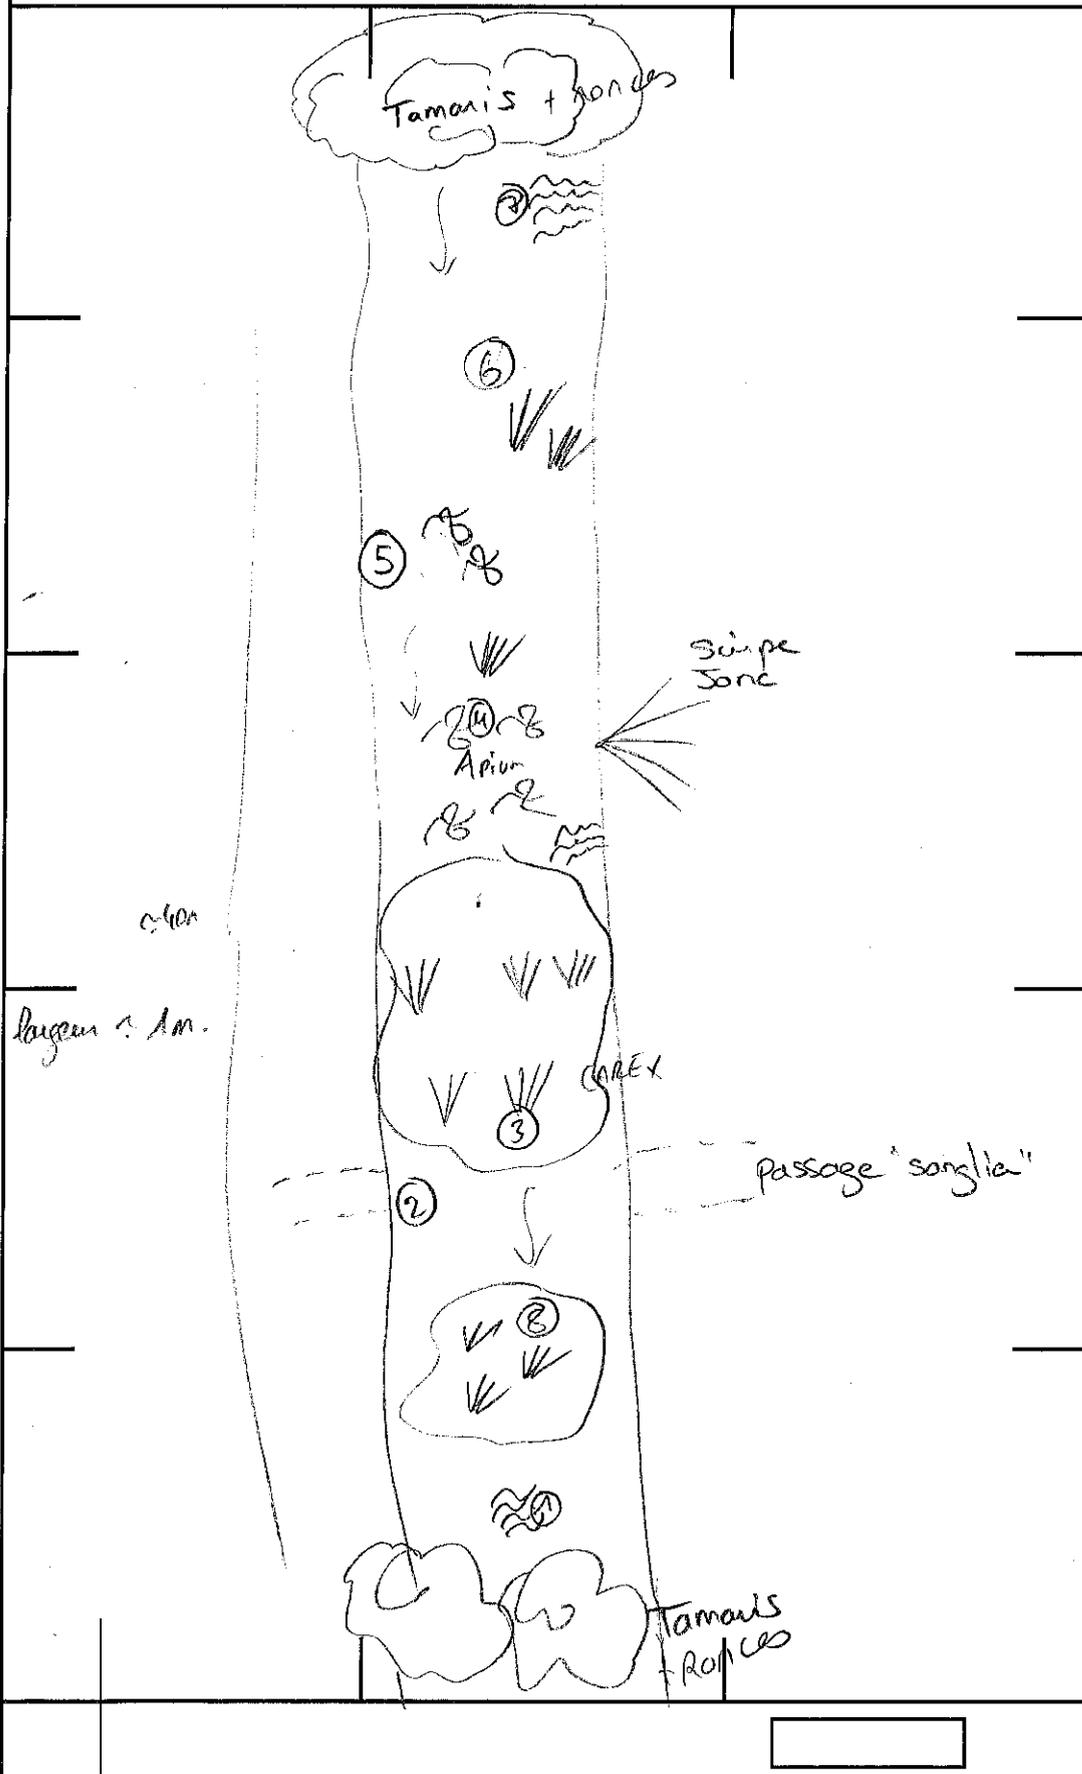 Tamaris + ronces
7
6
5
Scirpe
Jonc
4
Apium
~40m
largeur ~ 1m.
CAREX
3
passage "sanglier"
2
8
1
Tamaris
+ Ronces